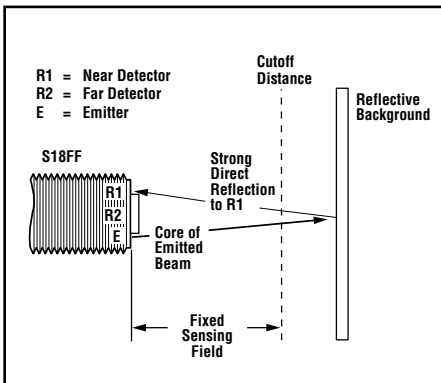 R1 = Near Detector
R2 = Far Detector
E = Emitter
Cutoff
Distance
Reflective
Background
S18FF
Strong
Direct
Reflection
to R1
R1
R2
E
Core of
Emitted
Beam
Fixed
Sensing
Field